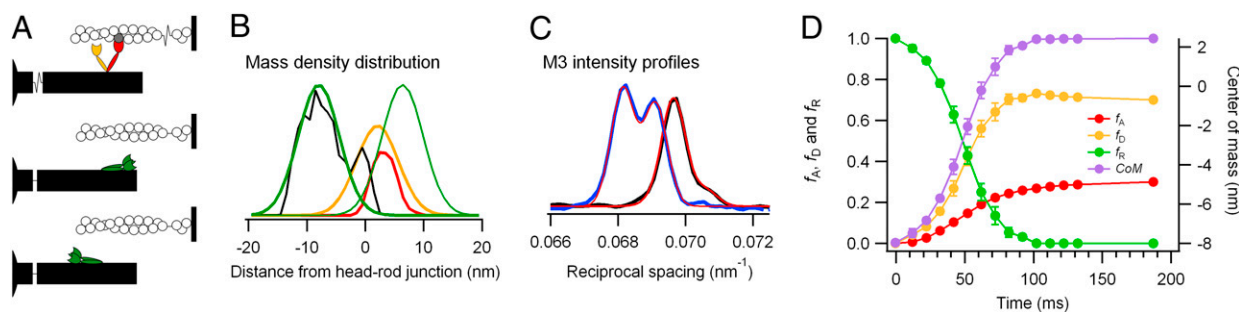 A
B
Mass density distribution
-20
-10
0
10
20
Distance from head-rod junction (nm)
C
M3 intensity profiles
0.066
0.068
0.070
0.072
Reciprocal spacing (nm-1)
D
1.0
0.8
0.6
0.4
0.2
0.0
fA, fD and fR
fA
fD
fR
CoM
2
0
-2
-4
-6
-8
Center of mass (nm)
0
50
100
150
200
Time (ms)